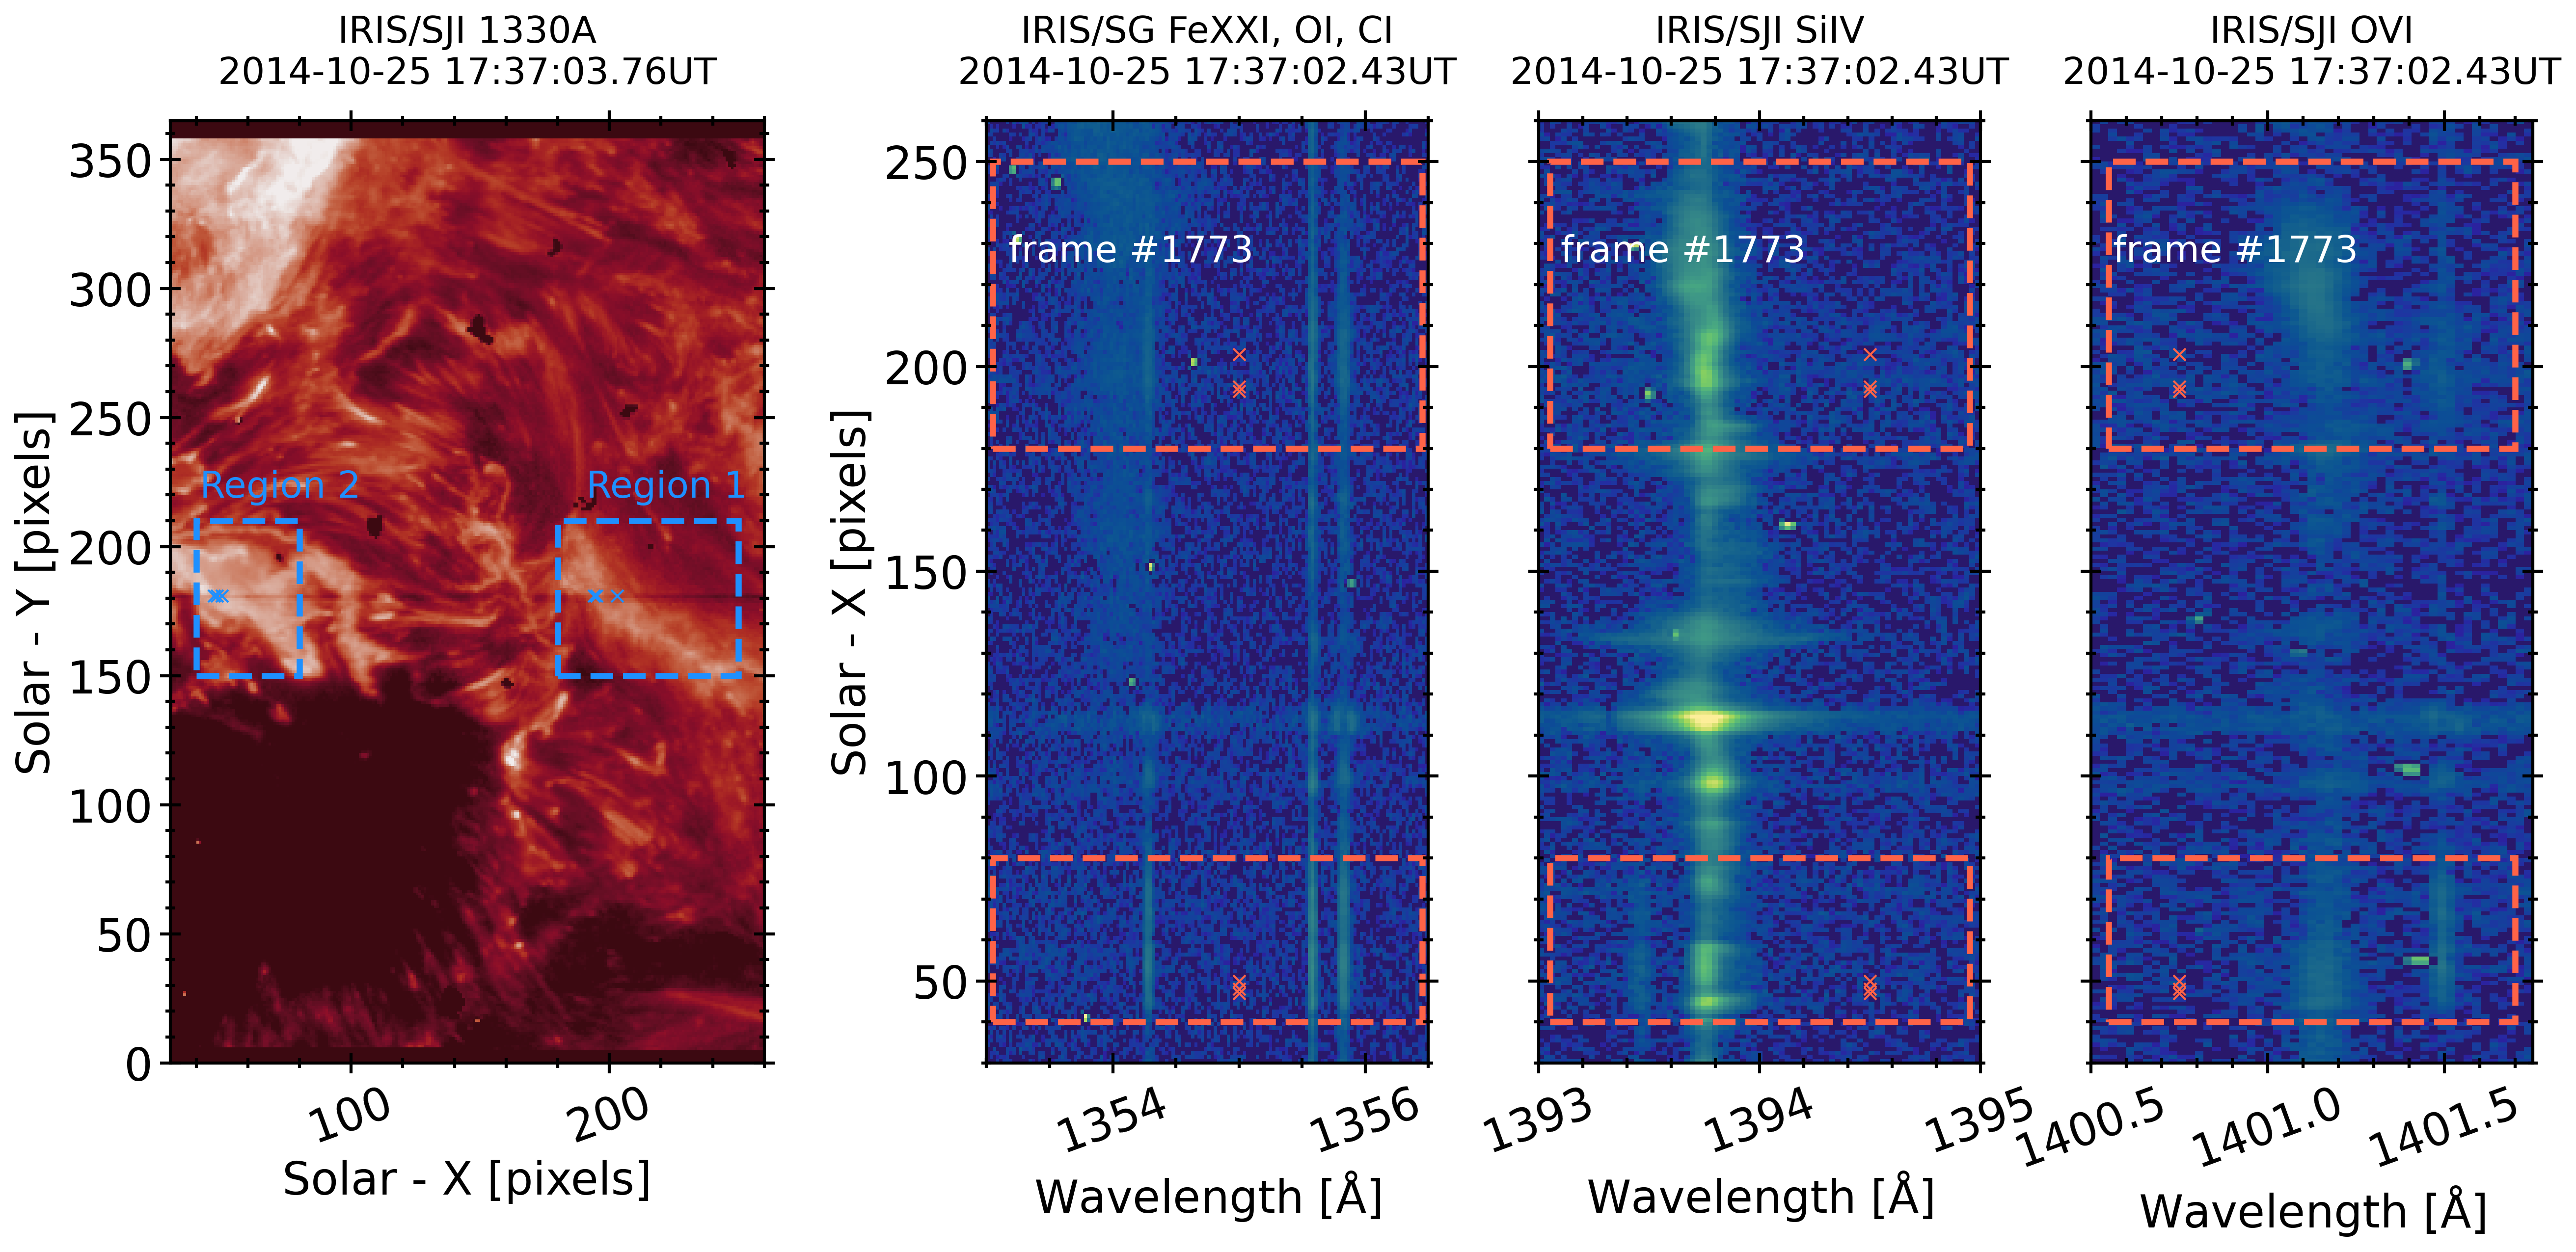 IRIS/SJI 1330A
2014-10-25 17:37:03.76UT
350
300
250
200
150
100
50
0
Solar - Y [pixels]
Region 2
Region 1
100
200
Solar - X [pixels]
IRIS/SG FeXXI, OI, CI
2014-10-25 17:37:02.43UT
250
200
150
100
50
Solar - X [pixels]
frame #1773
1354
1356
Wavelength [Å]
IRIS/SJI SiIV
2014-10-25 17:37:02.43UT
frame #1773
1393
1394
1395
Wavelength [Å]
IRIS/SJI OVI
2014-10-25 17:37:02.43UT
frame #1773
1400.5
1401.0
1401.5
Wavelength [Å]